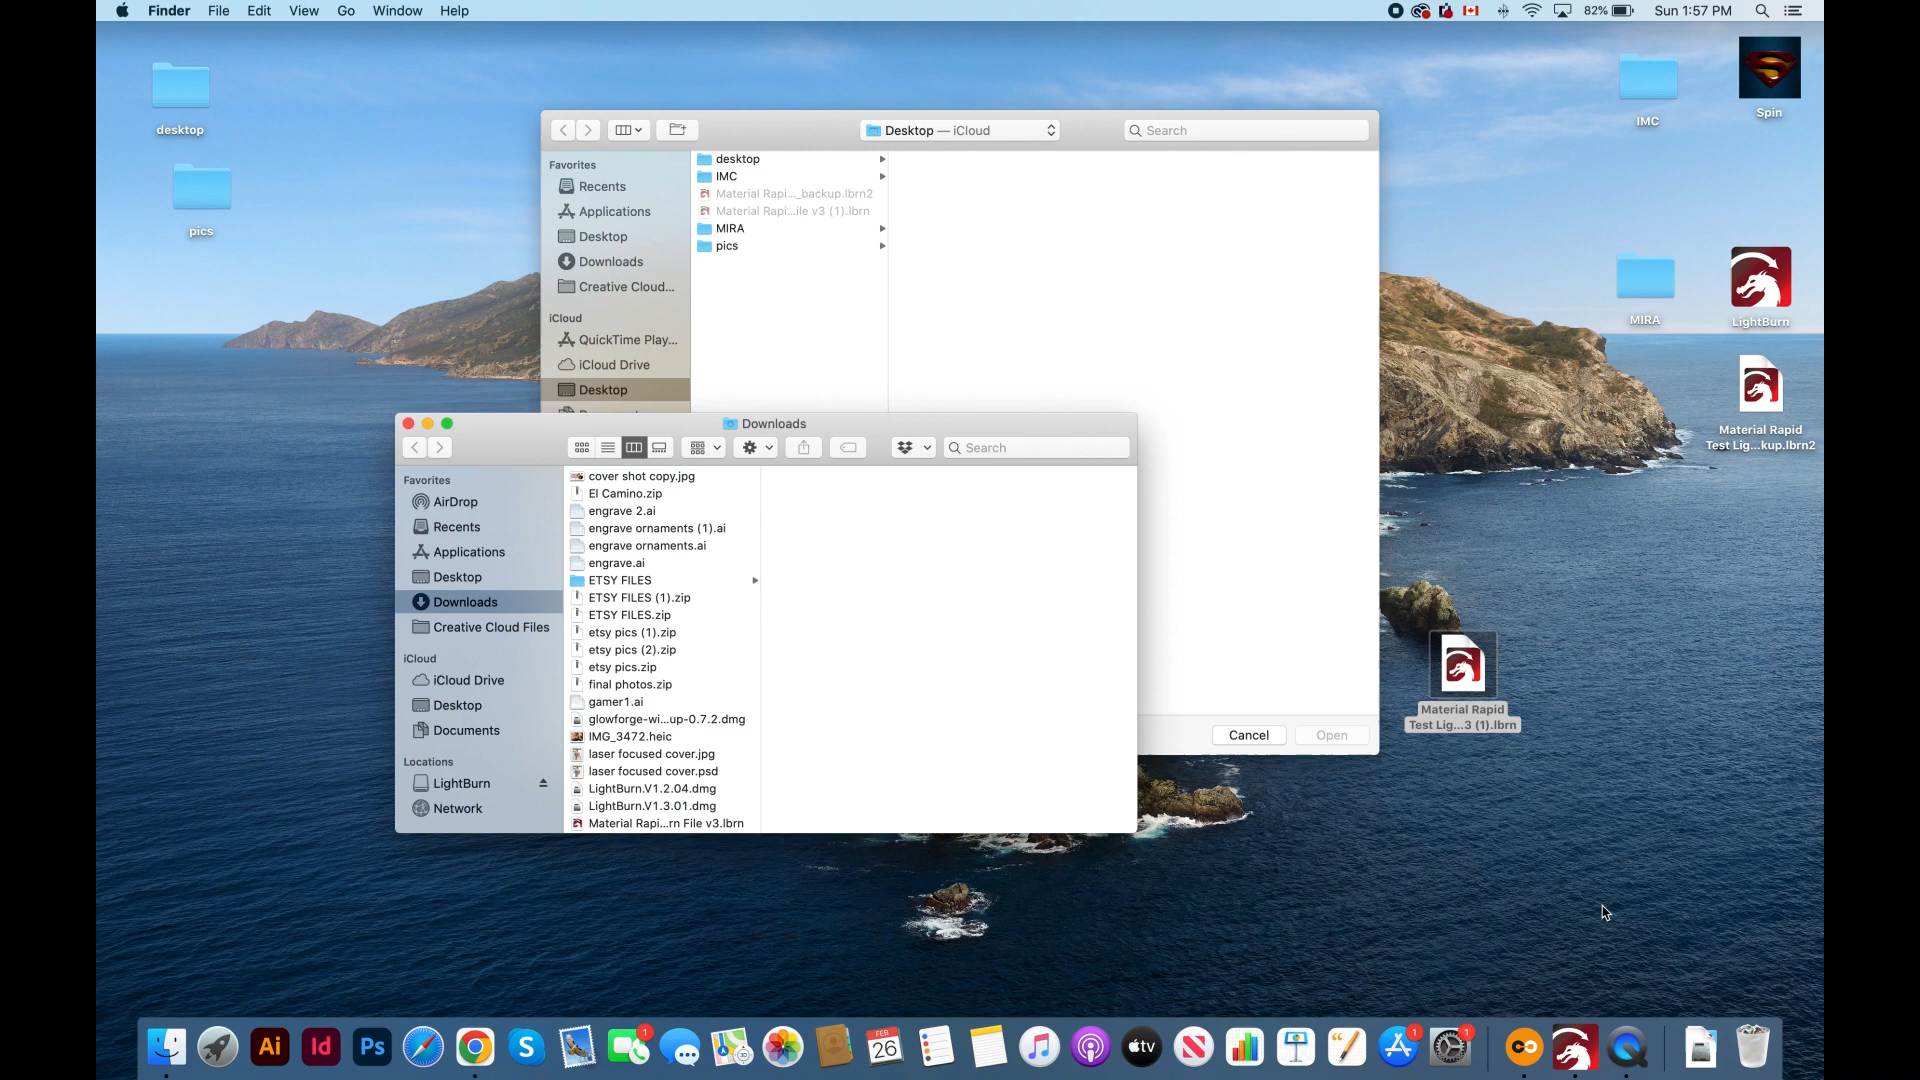 Finder File Edit View Go Window Help
82% Sun 1:57 PM
desktop
pics
IMC
Spin
MIRA
LightBurn
Material Rapid
Test Lig...kup.lbrn2
Material Rapid
Test Lig...3 (1).lbrn
Desktop — iCloud
Search
Favorites
Recents
Applications
Desktop
Downloads
Creative Cloud...
iCloud
QuickTime Play...
iCloud Drive
Desktop
desktop
IMC
Material Rapi..._backup.lbrn2
Material Rapi...ile v3 (1).lbrn
MIRA
pics
Cancel
Open
Downloads
Search
Favorites
AirDrop
Recents
Applications
Desktop
Downloads
Creative Cloud Files
iCloud
iCloud Drive
Desktop
Documents
Locations
LightBurn
Network
cover shot copy.jpg
El Camino.zip
engrave 2.ai
engrave ornaments (1).ai
engrave ornaments.ai
engrave.ai
ETSY FILES
ETSY FILES (1).zip
ETSY FILES.zip
etsy pics (1).zip
etsy pics (2).zip
etsy pics.zip
final photos.zip
gamer1.ai
glowforge-wi...up-0.7.2.dmg
IMG_3472.heic
laser focused cover.jpg
laser focused cover.psd
LightBurn.V1.2.04.dmg
LightBurn.V1.3.01.dmg
Material Rapi...rn File v3.lbrn
Ai
Id
Ps
S
1
FEB
26
tv
1
1